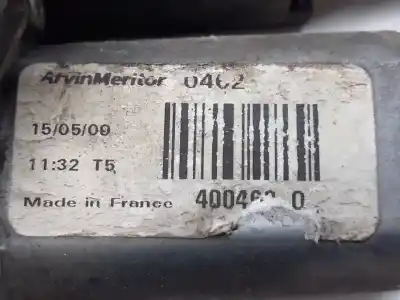 ArvinMeritor 0462
15/05/09
11:32 T5
Made in France